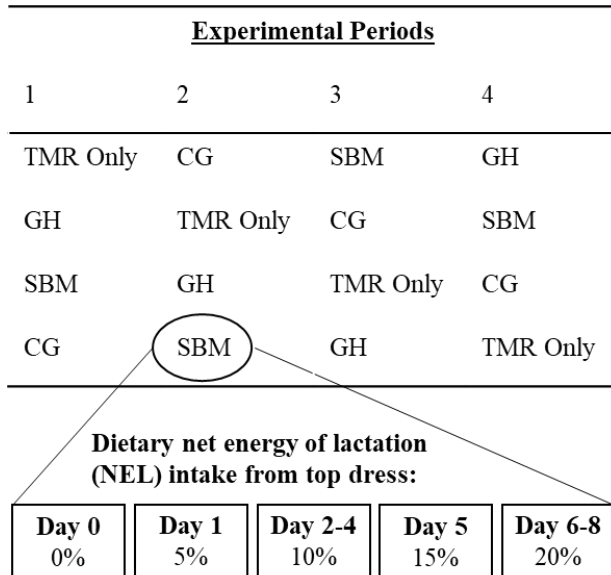 Experimental Periods
1 2 3 4
TMR Only CG SBM GH
GH TMR Only CG SBM
SBM GH TMR Only CG
CG SBM GH TMR Only
Dietary net energy of lactation
(NEL) intake from top dress:
Day 0 Day 1 Day 2-4 Day 5 Day 6-8
0% 5% 10% 15% 20%